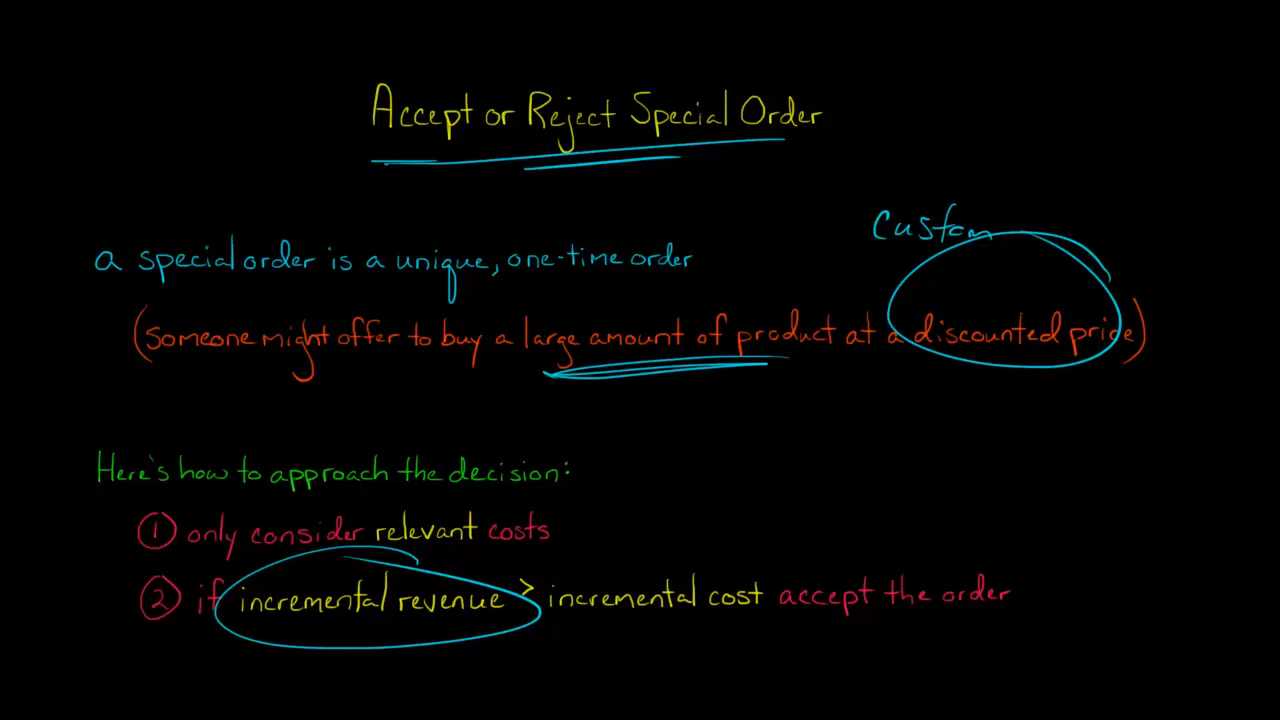 Accept or Reject Special Order
Custom
a special order is a unique, one-time order
(someone might offer to buy a large amount of product at a discounted price)
Here's how to approach the decision:
① only consider relevant costs
② if incremental revenue > incremental cost accept the order